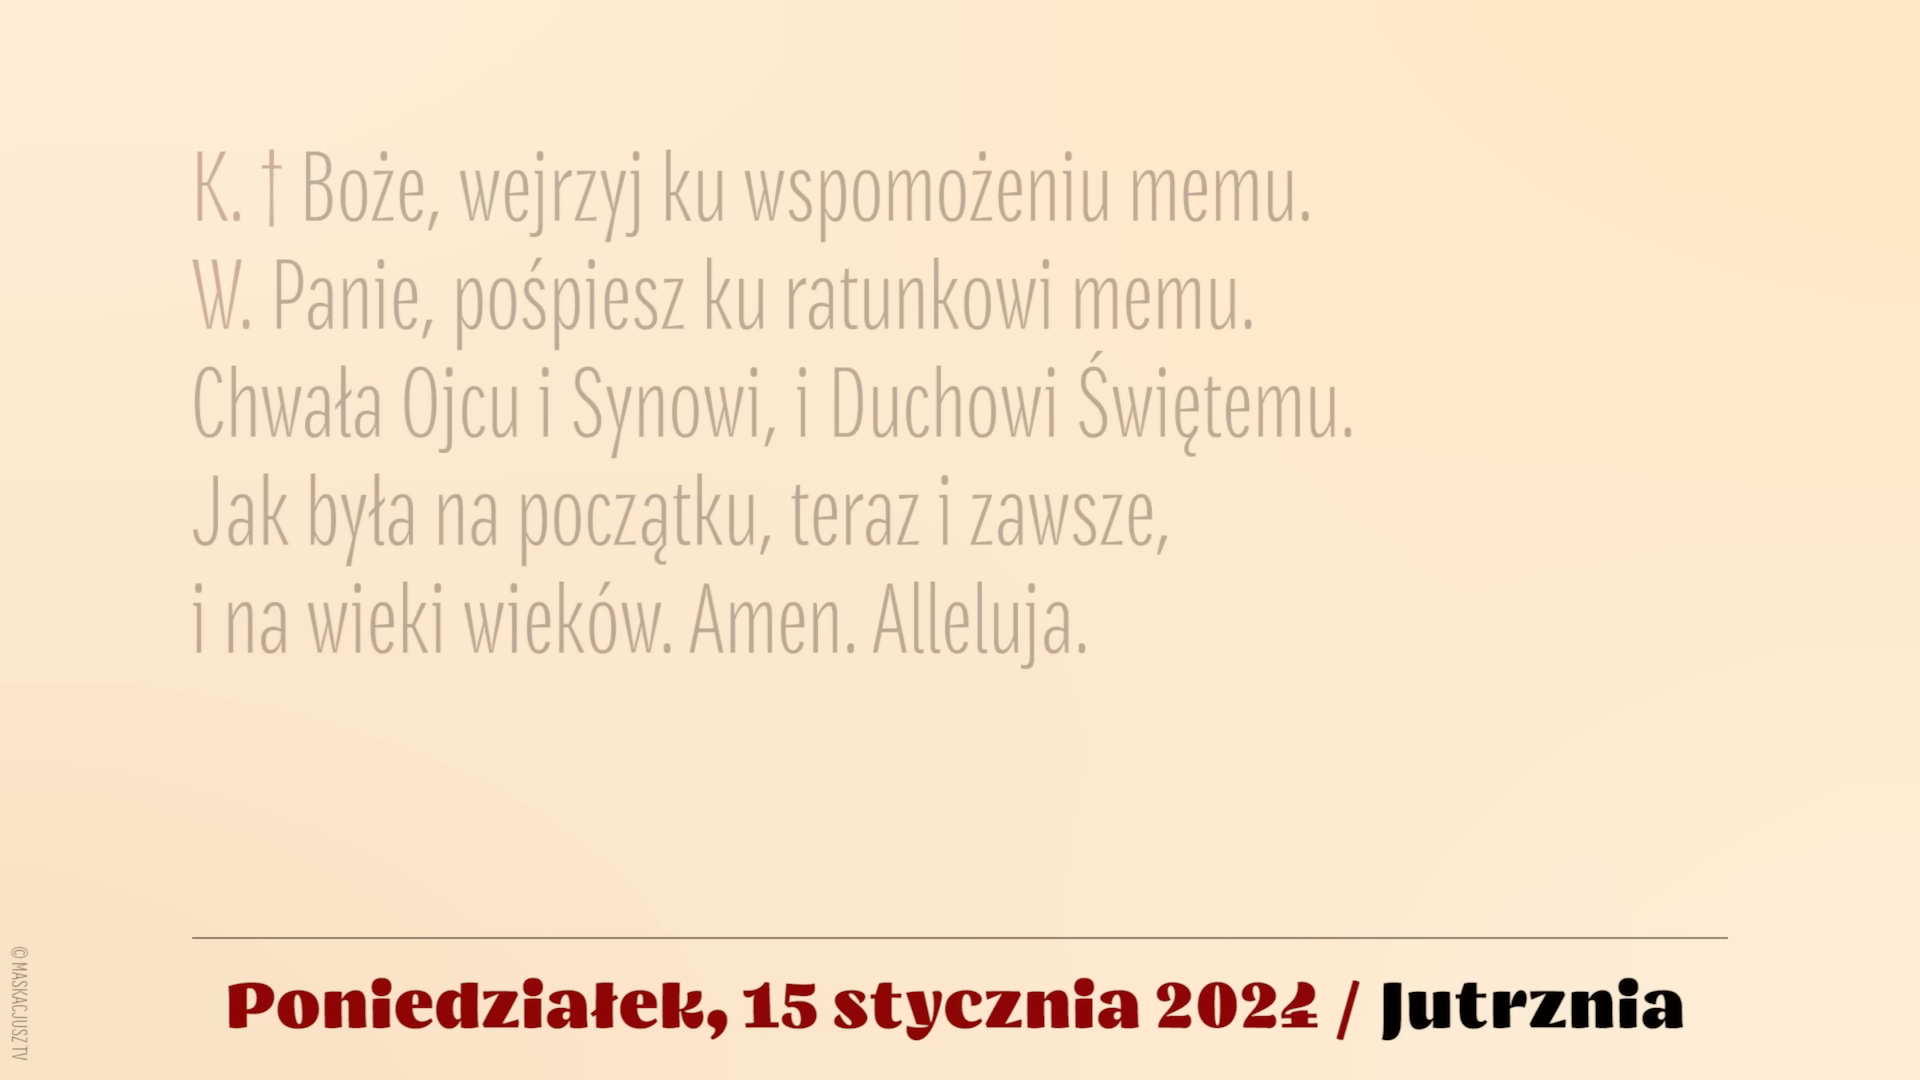 K. † Boże, wejrzyj ku wspomożeniu memu.
W. Panie, pośpiesz ku ratunkowi memu.
Chwała Ojcu i Synowi, i Duchowi Świętemu.
Jak była na początku, teraz i zawsze,
i na wieki wieków. Amen. Alleluja.
Poniedziałek, 15 stycznia 2024 / Jutrznia
© MASKACJUSZ TV